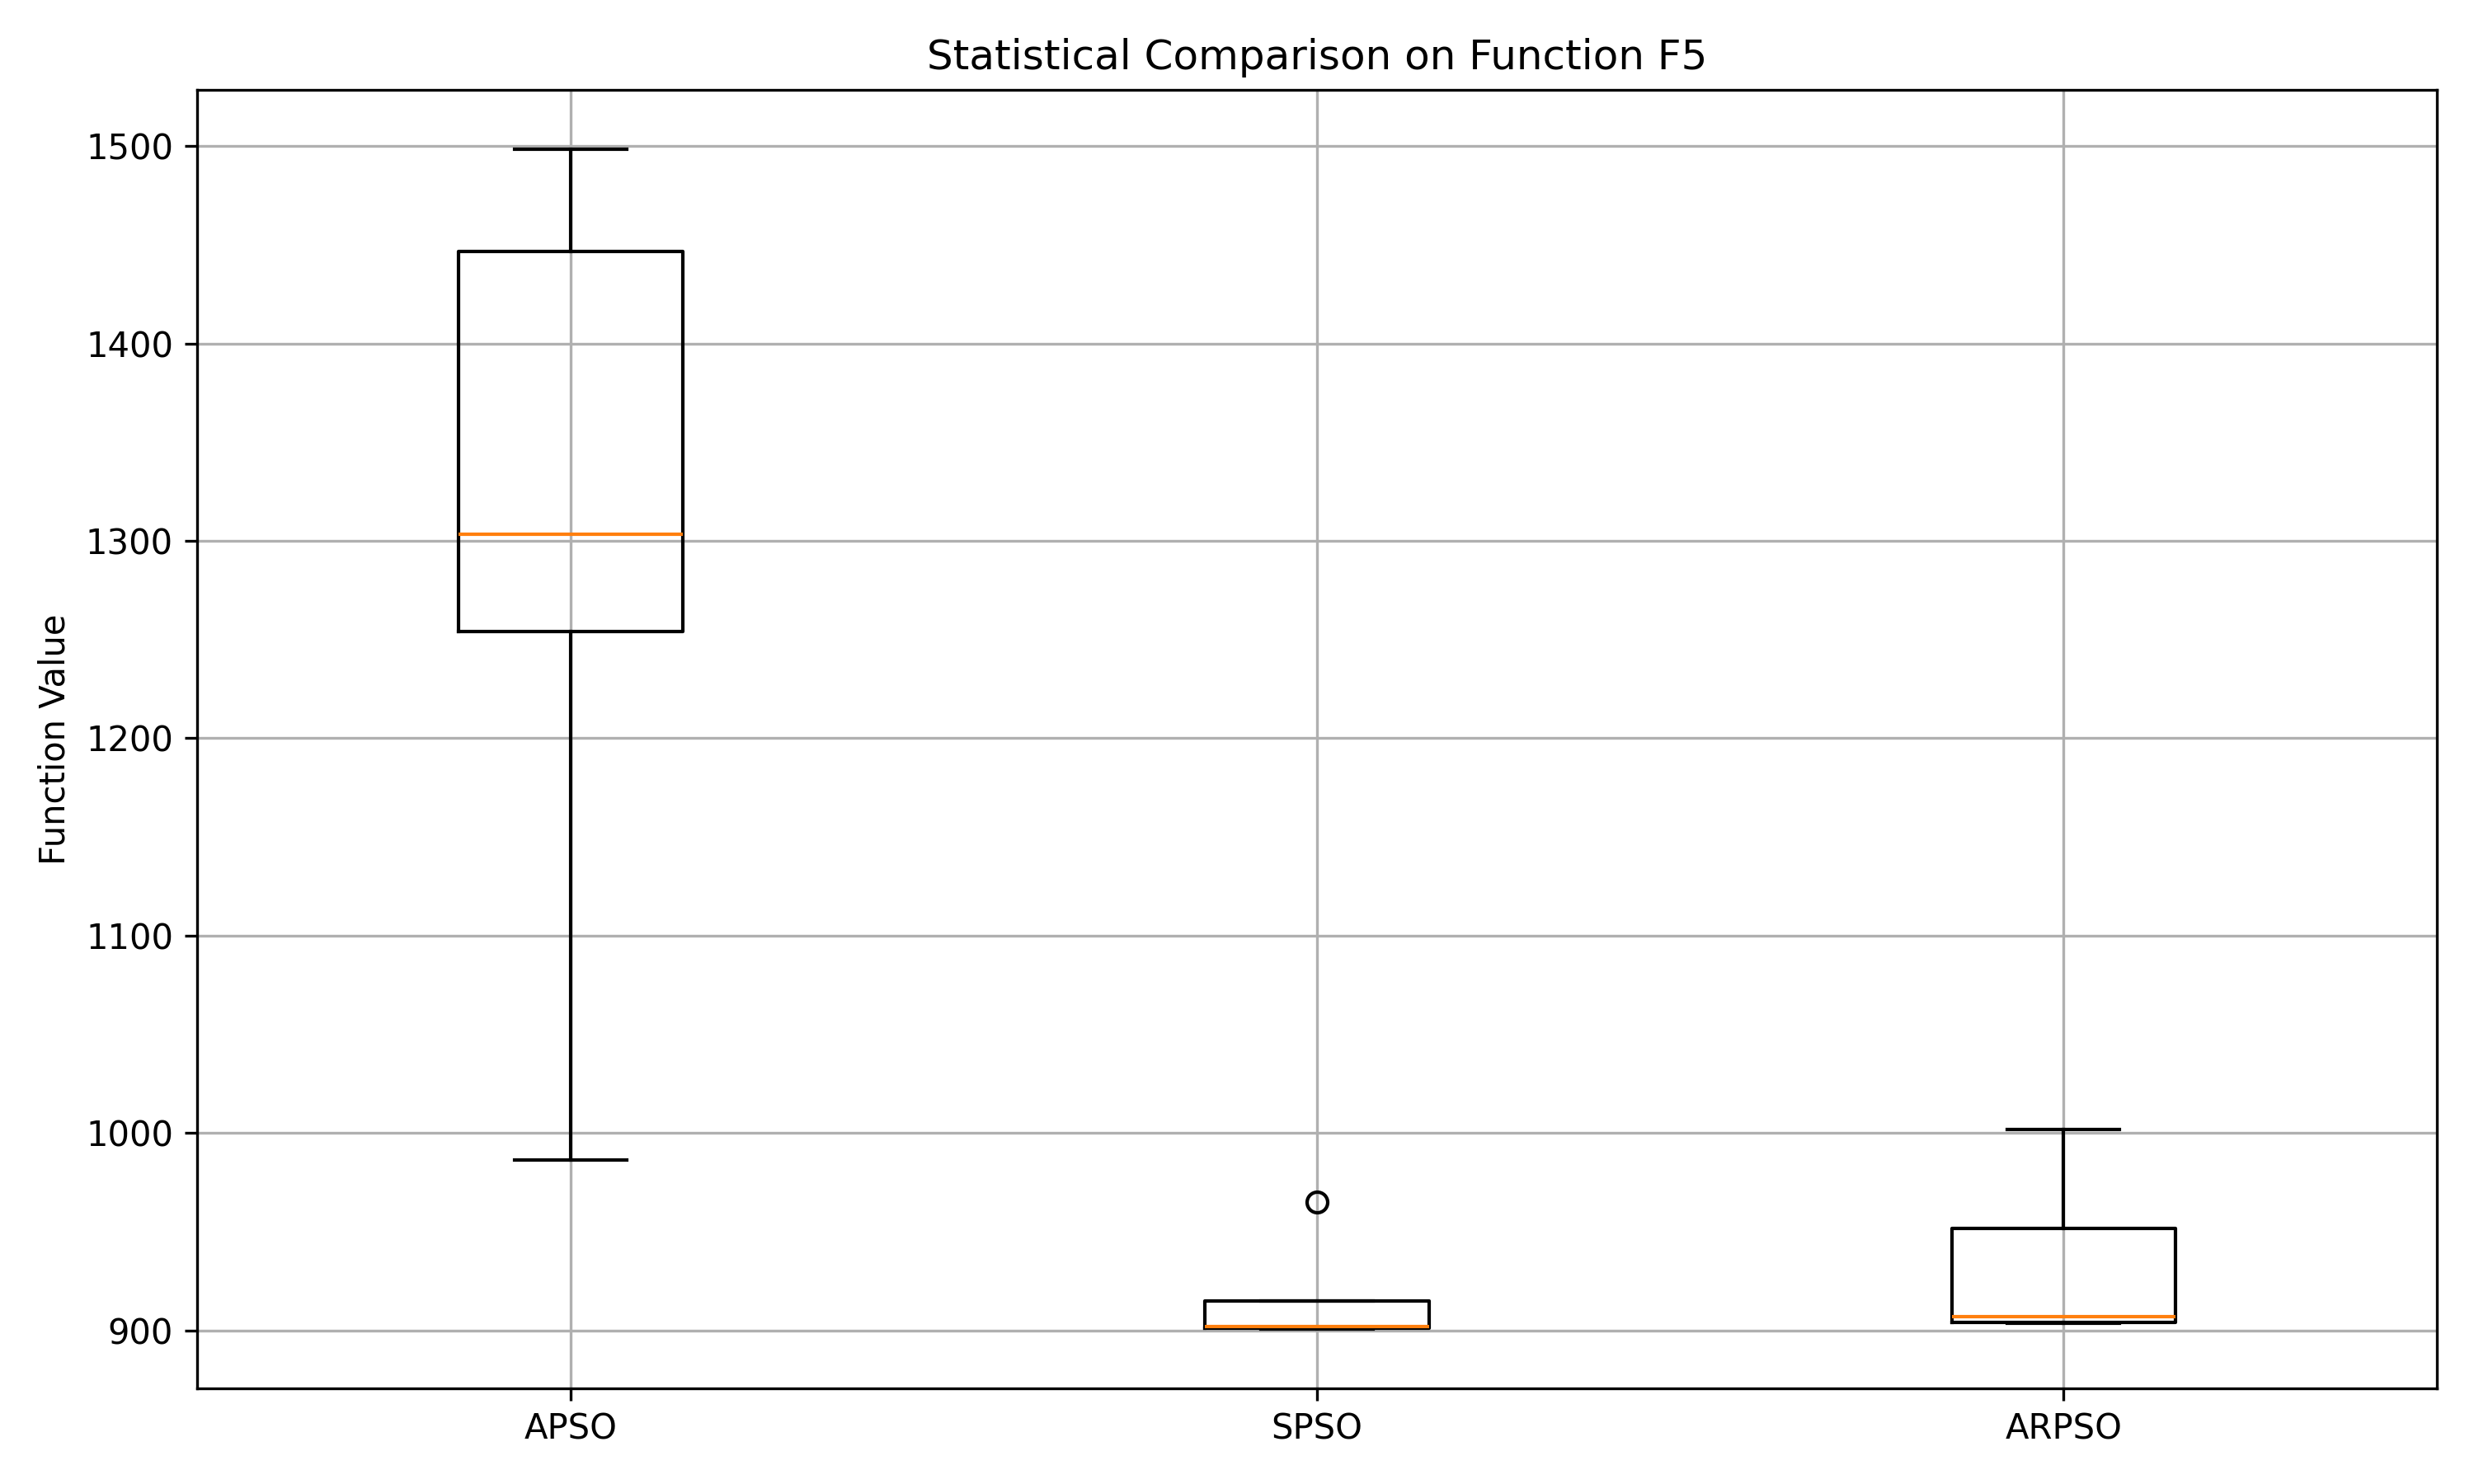 Statistical Comparison on Function F5
1500
1400
1300
1200
1100
1000
900
Function Value
APSO
SPSO
ARPSO